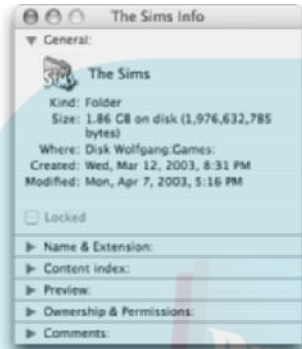 The Sims Info
General:
The Sims
Kind: Folder
Size: 1.86 GB on disk (1,976,632,785
bytes)
Where: Disk Wolfgang:Games:
Created: Wed, Mar 12, 2003, 8:31 PM
Modified: Mon, Apr 7, 2003, 5:16 PM
Locked
Name & Extension:
Content index:
Preview:
Ownership & Permissions:
Comments: